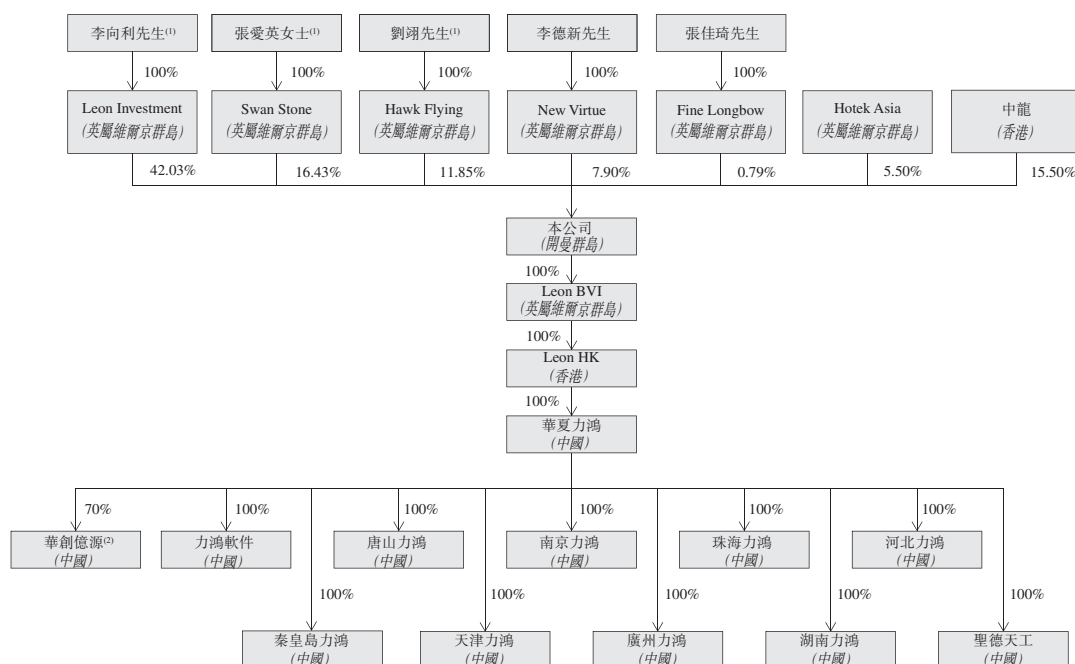 李向利先生(1)
張愛英女士(1)
劉翊先生(1)
李德新先生
張佳琦先生
100%
100%
100%
100%
100%
Leon Investment
(英屬維爾京群島)
Swan Stone
(英屬維爾京群島)
Hawk Flying
(英屬維爾京群島)
New Virtue
(英屬維爾京群島)
Fine Longbow
(英屬維爾京群島)
Hotek Asia
(英屬維爾京群島)
中龍
(香港)
42.03%
16.43%
11.85%
7.90%
0.79%
5.50%
15.50%
本公司
(開曼群島)
100%
Leon BVI
(英屬維爾京群島)
100%
Leon HK
(香港)
100%
華夏力鴻
(中國)
70%
100%
100%
100%
100%
100%
華創億源(2)
(中國)
力鴻軟件
(中國)
唐山力鴻
(中國)
南京力鴻
(中國)
珠海力鴻
(中國)
河北力鴻
(中國)
100%
100%
100%
100%
100%
秦皇島力鴻
(中國)
天津力鴻
(中國)
廣州力鴻
(中國)
湖南力鴻
(中國)
聖德天工
(中國)